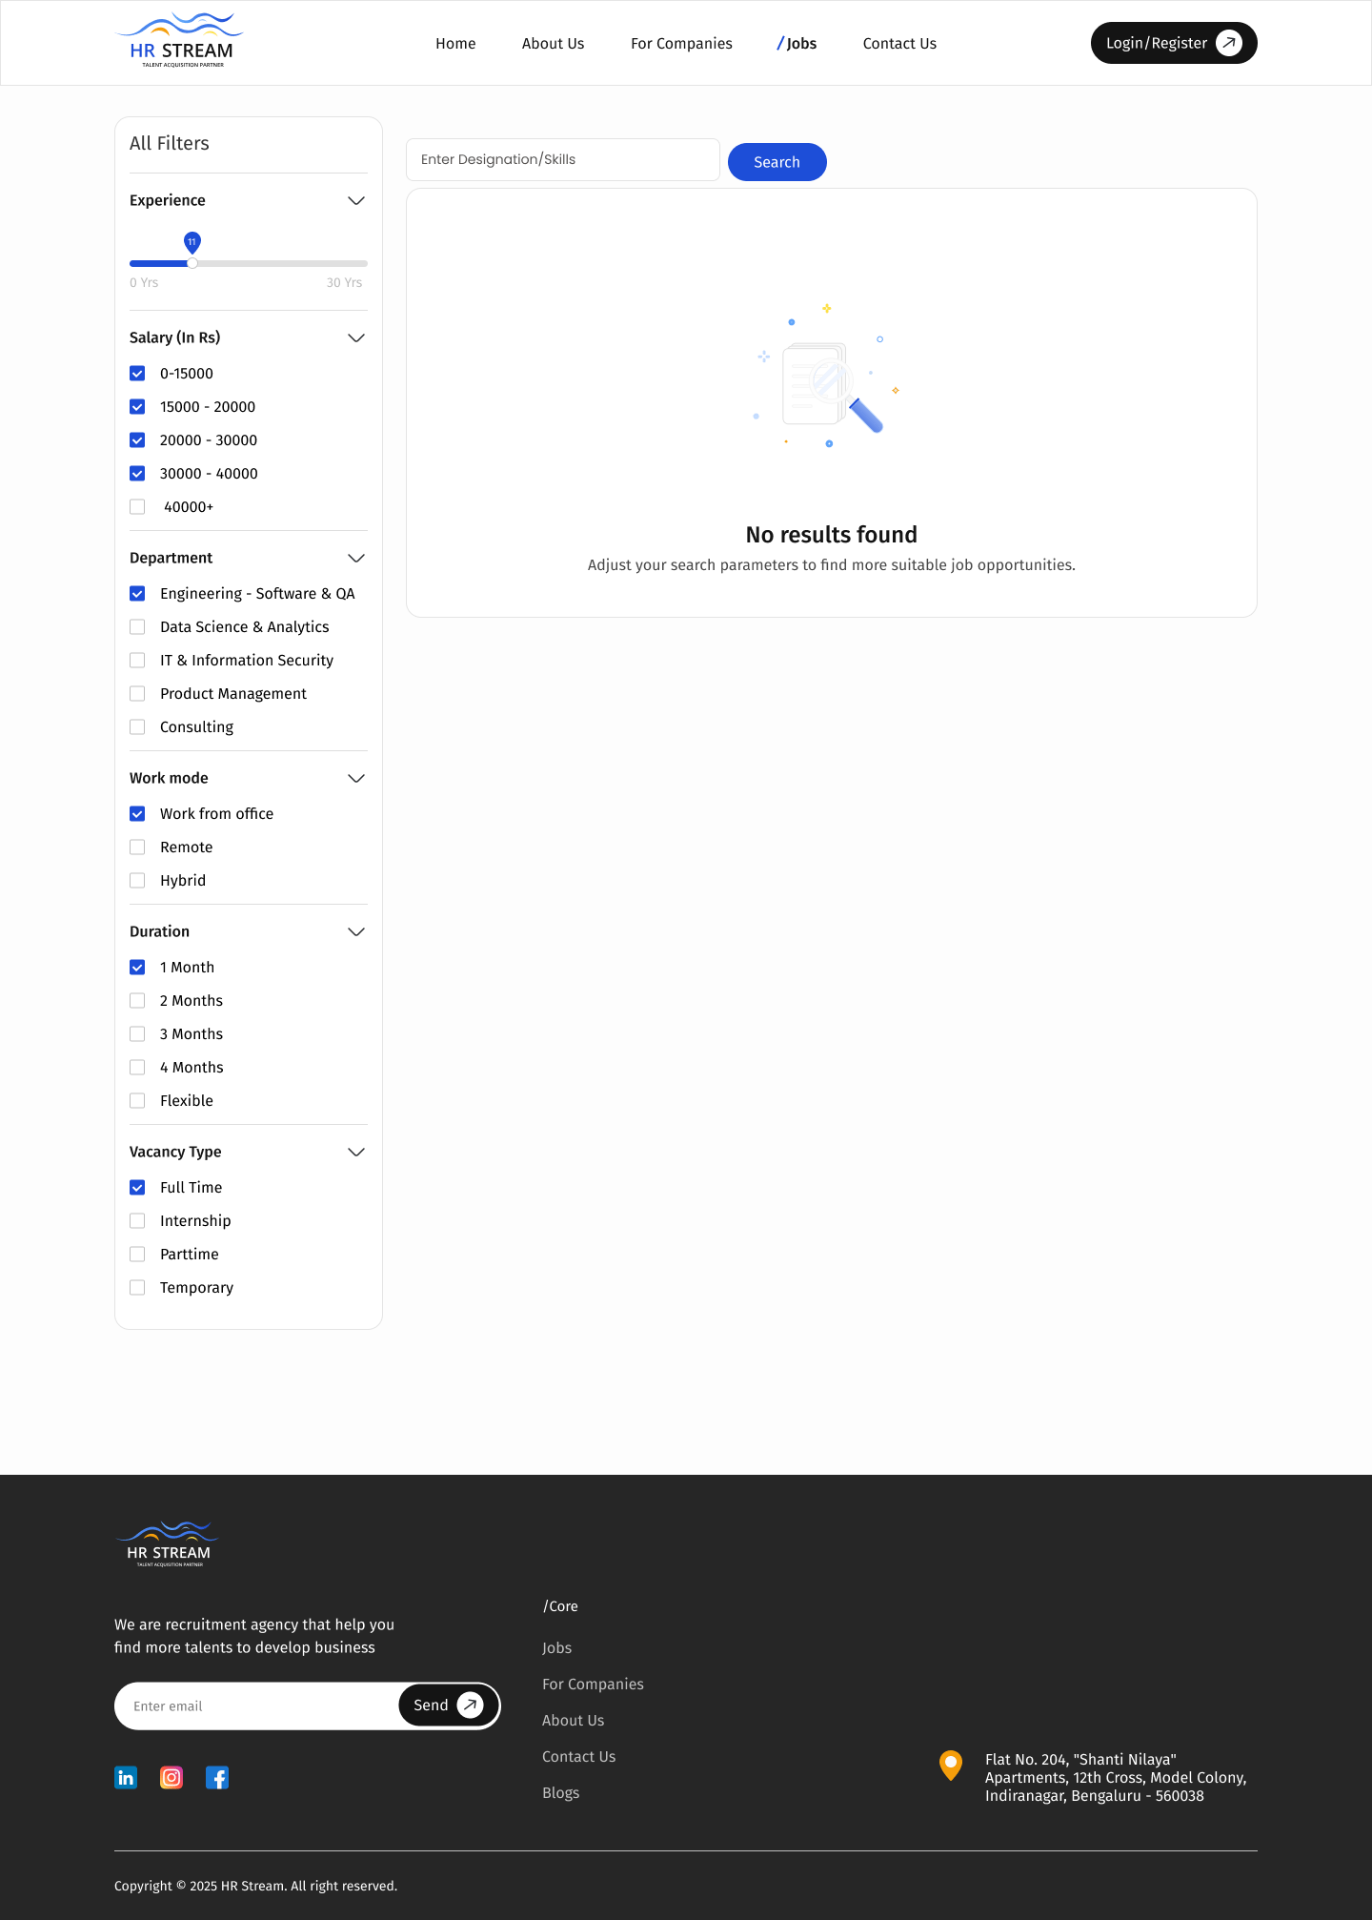 HR STREAM
TALENT ACQUISITION PARTNER
Home
About Us
For Companies
/Jobs
Contact Us
Login/Register
All Filters
Experience
11
0 Yrs
30 Yrs
Salary (In Rs)
0-15000
15000 - 20000
20000 - 30000
30000 - 40000
40000+
Department
Engineering - Software & QA
Data Science & Analytics
IT & Information Security
Product Management
Consulting
Work mode
Work from office
Remote
Hybrid
Duration
1 Month
2 Months
3 Months
4 Months
Flexible
Vacancy Type
Full Time
Internship
Parttime
Temporary
Enter Designation/Skills
Search
No results found
Adjust your search parameters to find more suitable job opportunities.
HR STREAM
TALENT ACQUISITION PARTNER
We are recruitment agency that help you
find more talents to develop business
Enter email
Send
/Core
Jobs
For Companies
About Us
Contact Us
Blogs
Flat No. 204, "Shanti Nilaya"
Apartments, 12th Cross, Model Colony,
Indiranagar, Bengaluru - 560038
Copyright © 2025 HR Stream. All right reserved.